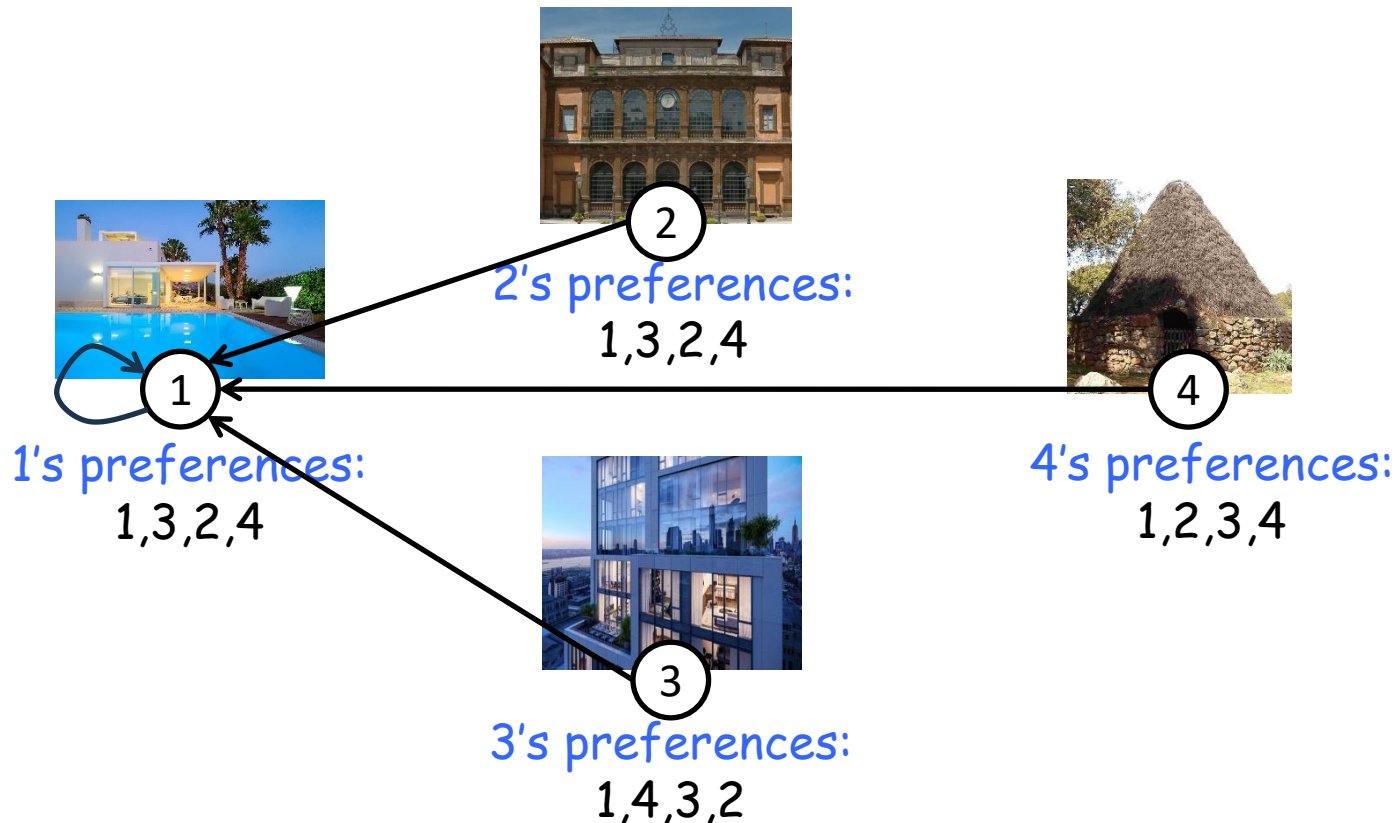 2
2’s preferences:
1,3,2,4
1
1’s preferences:
1,3,2,4
4
4’s preferences:
1,2,3,4
3
3’s preferences:
1,4,3,2